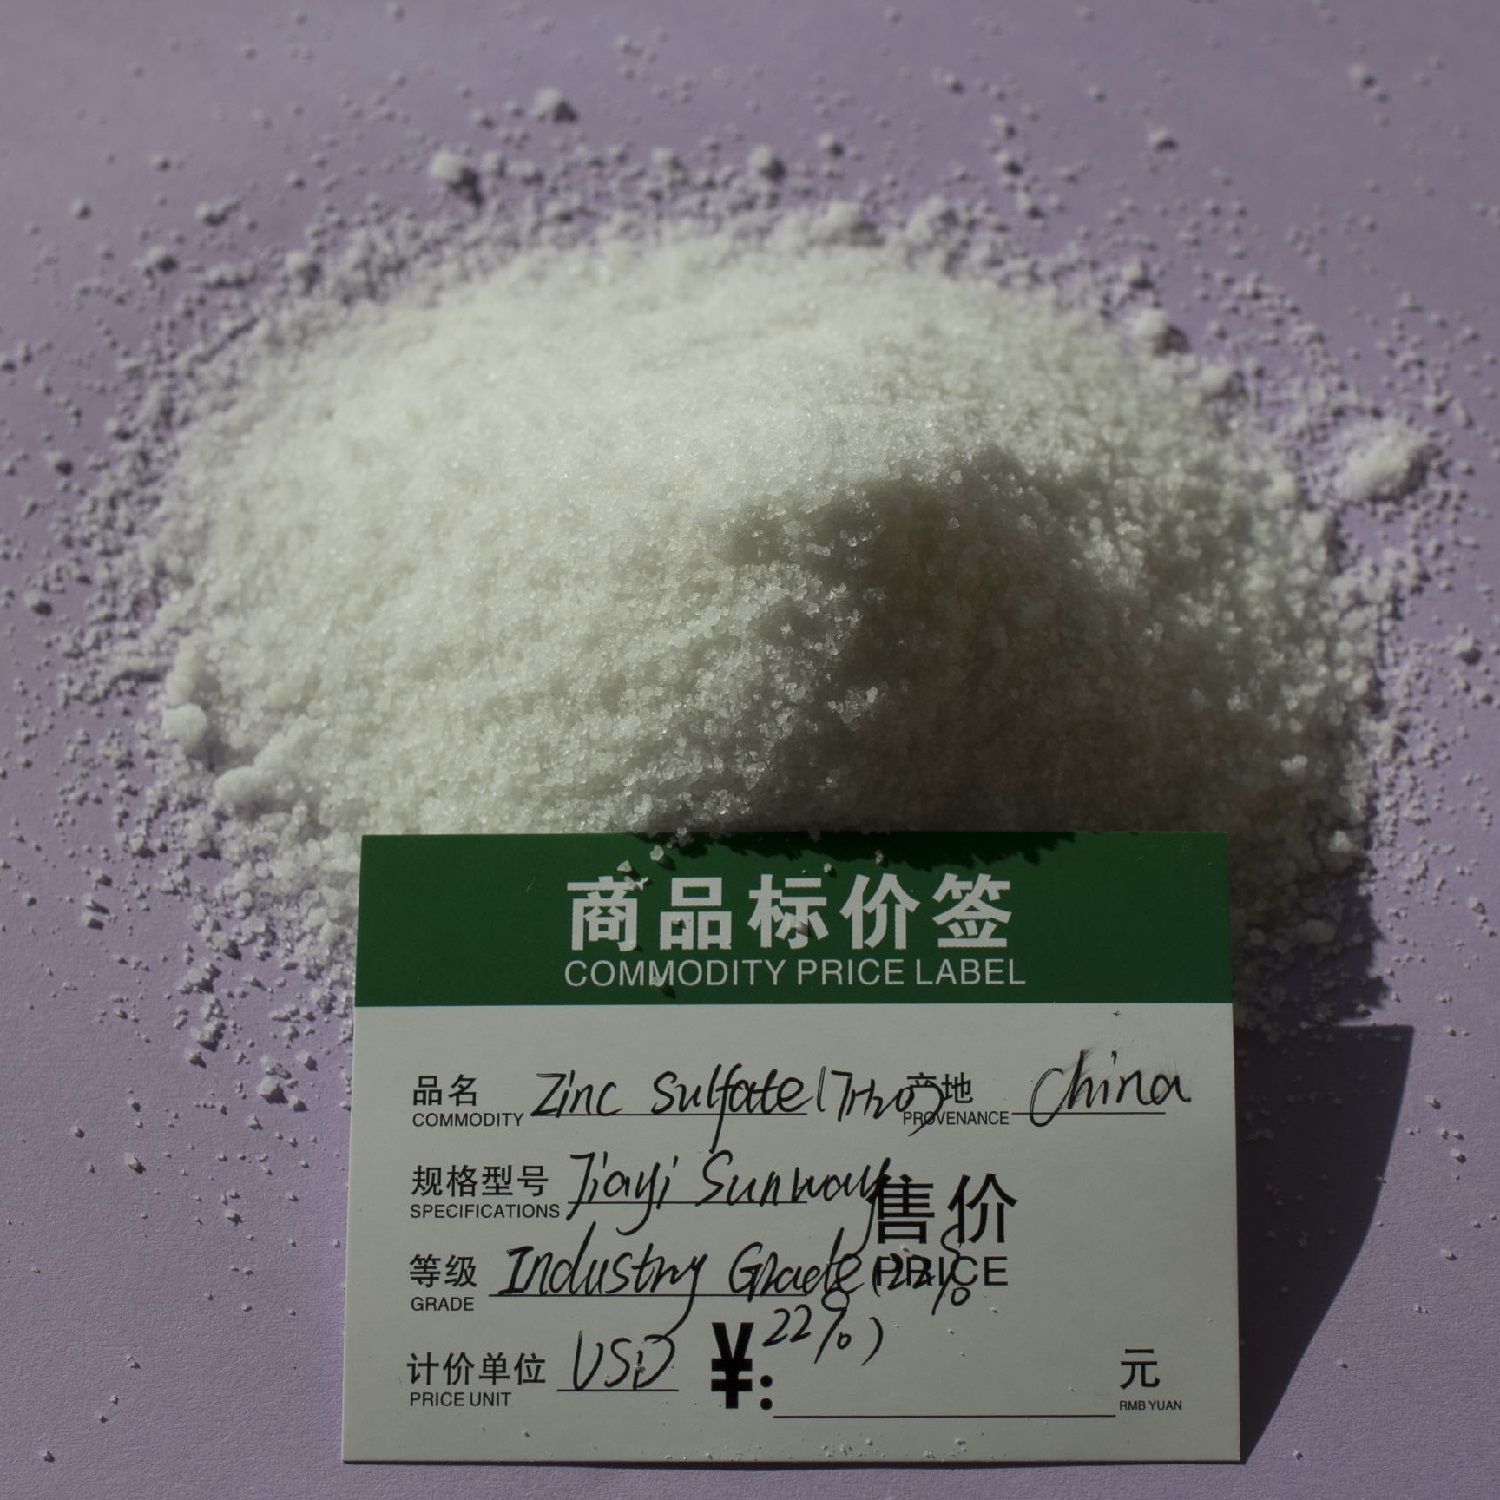 商品标价签
COMMODITY PRICE LABEL
品名 Zinc Sulfate (7H2O) 产地 China
COMMODITY PROVENANCE
规格型号 Jiayi Sunway
SPECIFICATIONS
售价
等级 Industry Grade
GRADE
PRICE
22%)
计价单位 USD ¥: 元
PRICE UNIT RMB YUAN